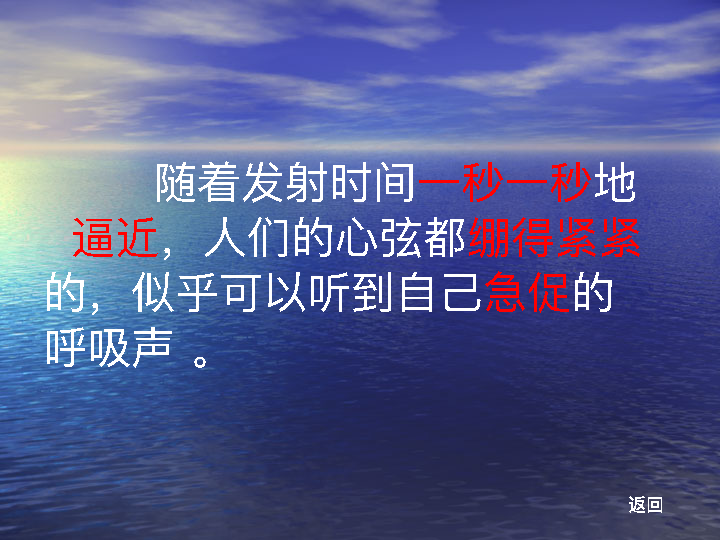 随着发射时间一秒一秒地
逼近，人们的心弦都绷得紧紧
的，似乎可以听到自己急促的
呼吸声 。
返回